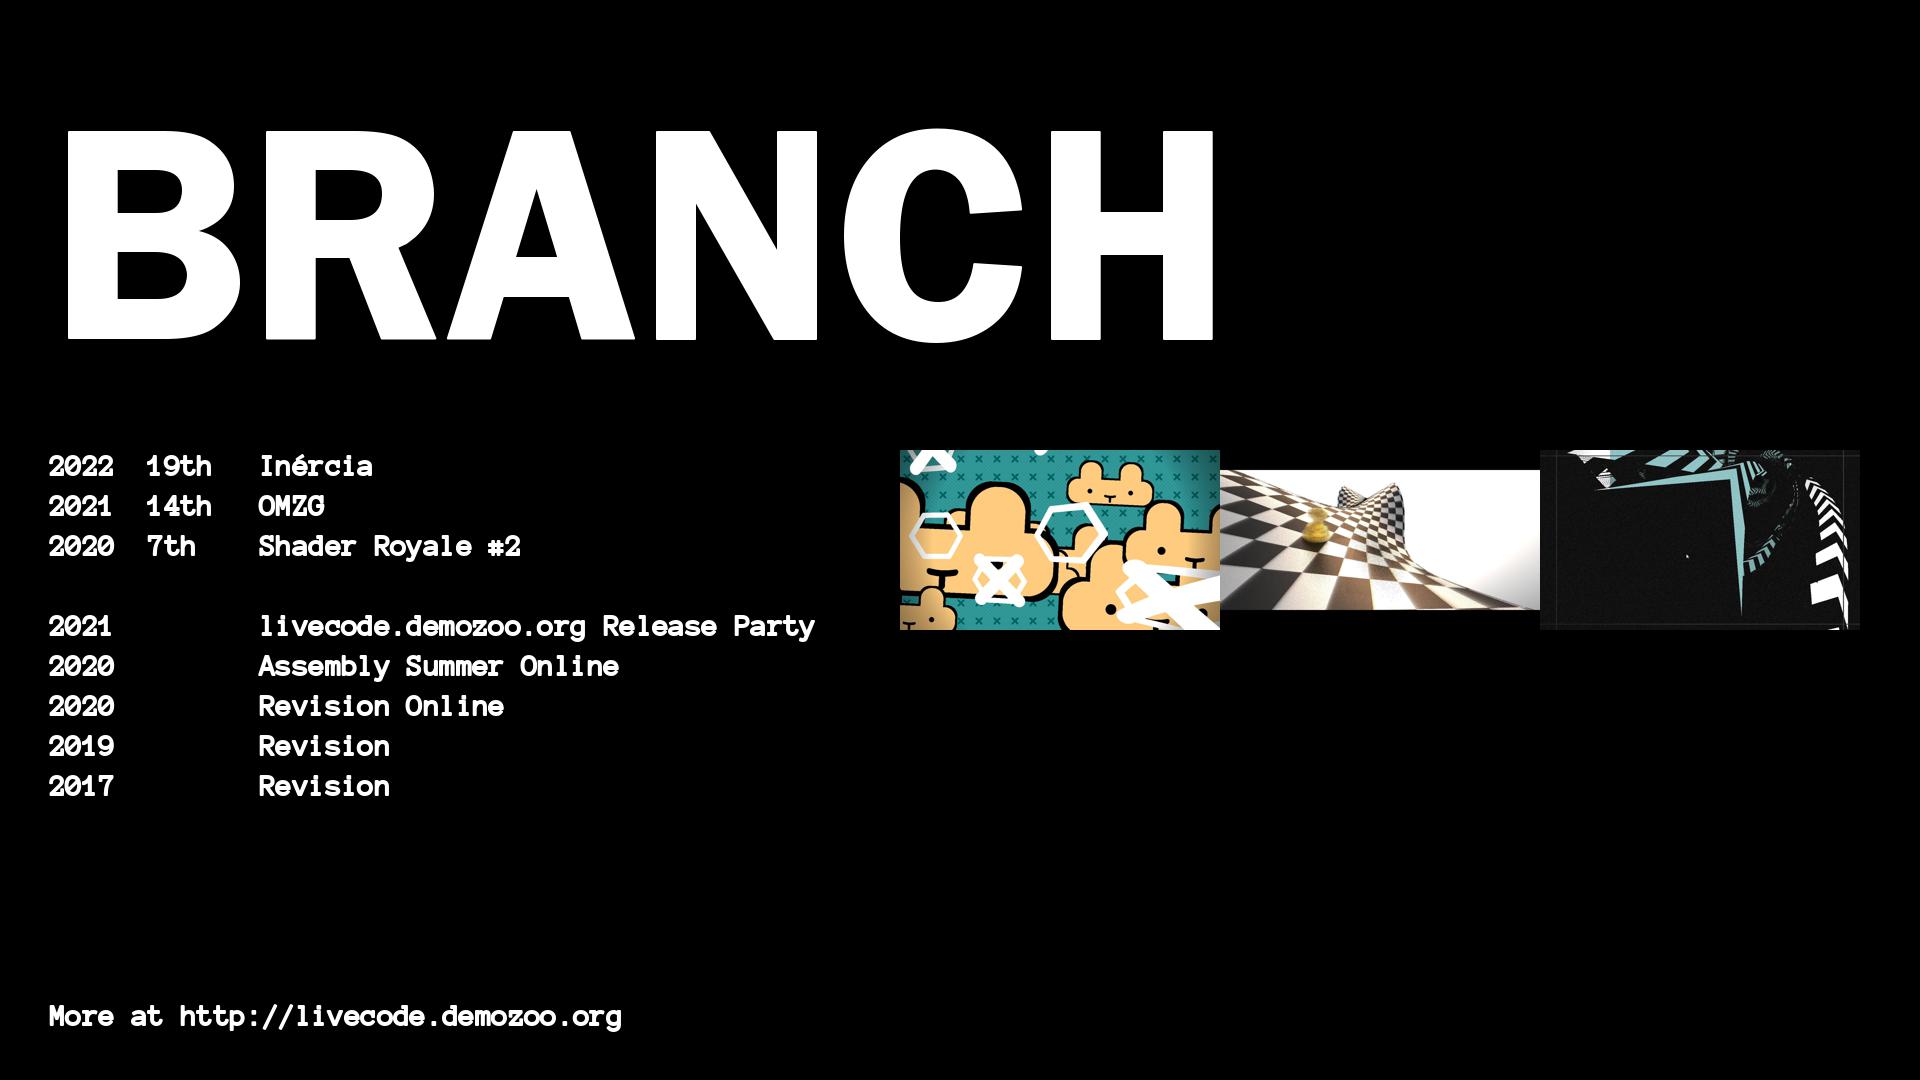 BRANCH
2022 19th Inércia
2021 14th OMZG
2020 7th Shader Royale #2
2021 livecode.demozoo.org Release Party
2020 Assembly Summer Online
2020 Revision Online
2019 Revision
2017 Revision
More at http://livecode.demozoo.org